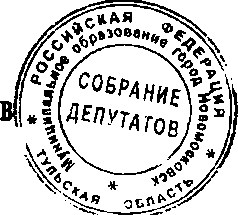 РОССИЙСКАЯ ФЕДЕРАЦИЯ
* ТУЛЬСКАЯ ОБЛАСТЬ *
муниципальное образование город Новомосковск
*
СОБРАНИЕ
ДЕПУТАТОВ
В